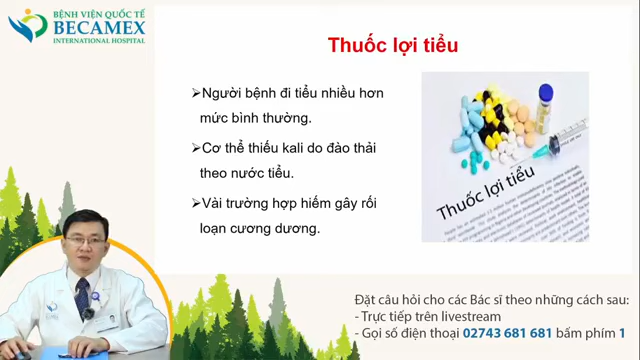 BỆNH VIỆN QUỐC TẾ
BECAMEX
INTERNATIONAL HOSPITAL
Thuốc lợi tiểu
➢Người bệnh đi tiểu nhiều hơn
mức bình thường.
➢Cơ thể thiếu kali do đào thải
theo nước tiểu.
➢Vài trường hợp hiếm gây rối
loạn cương dương.
Thuốc lợi tiểu
Đặt câu hỏi cho các Bác sĩ theo những cách sau:
- Trực tiếp trên livestream
- Gọi số điện thoại 02743 681 681 bấm phím 1